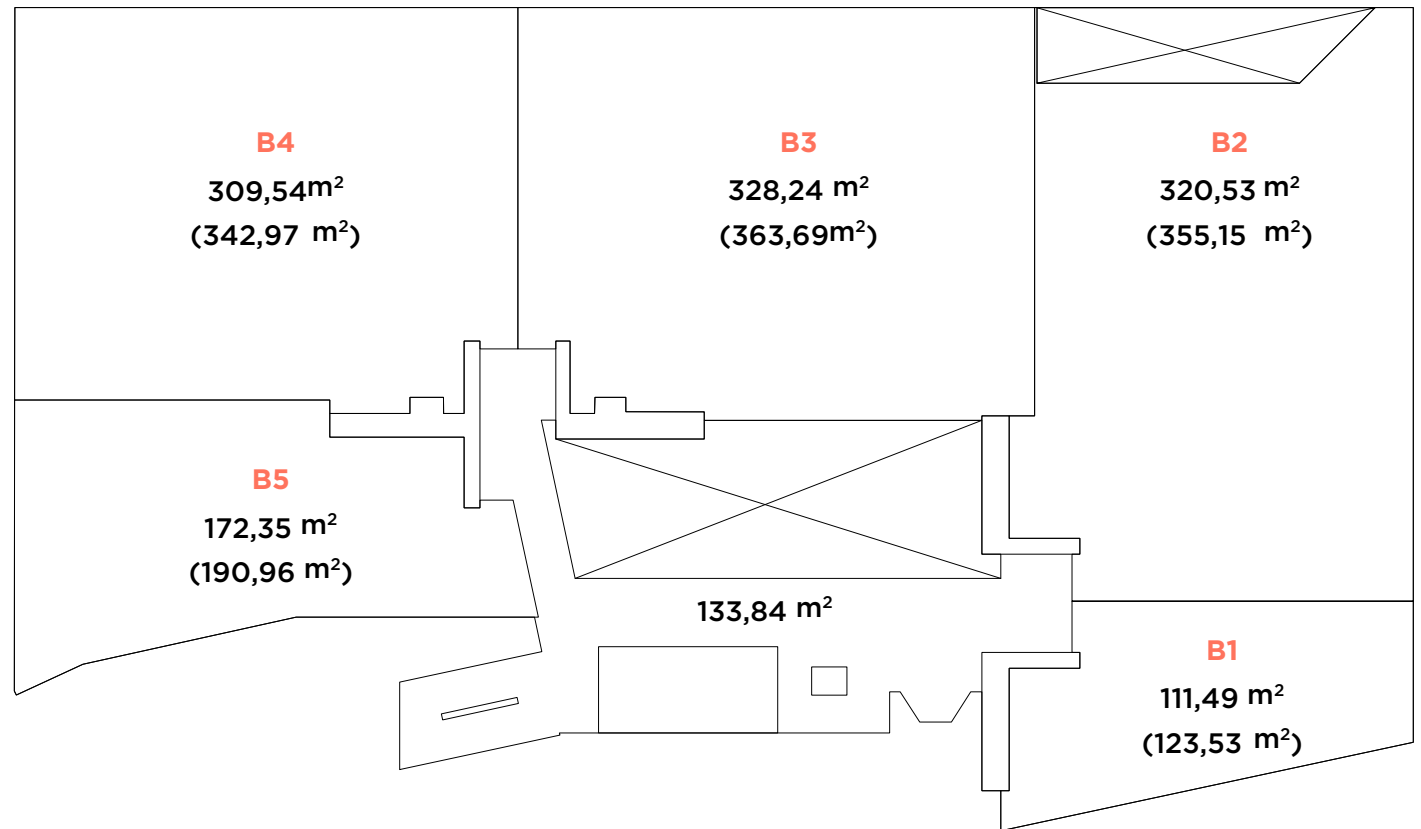 B4
309,54m²
(342,97 m²)
B3
328,24 m²
(363,69m²)
B2
320,53 m²
(355,15 m²)
B5
172,35 m²
(190,96 m²)
133,84 m²
B1
111,49 m²
(123,53 m²)